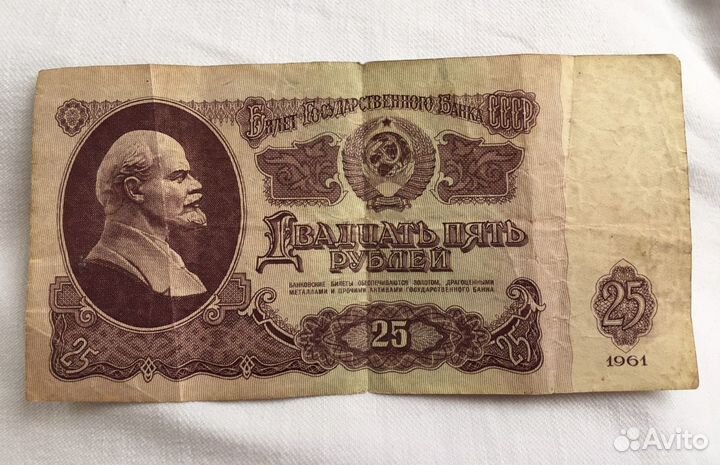 Билет Государственного Банка СССР
Двадцать пять
рублей
БАНКОВСКИЕ БИЛЕТЫ ОБЕСПЕЧИВАЮТСЯ ЗОЛОТОМ, ДРАГОЦЕННЫМИ
МЕТАЛЛАМИ И ПРОЧИМИ АКТИВАМИ ГОСУДАРСТВЕННОГО БАНКА
25
25
25
25
1961
Avito